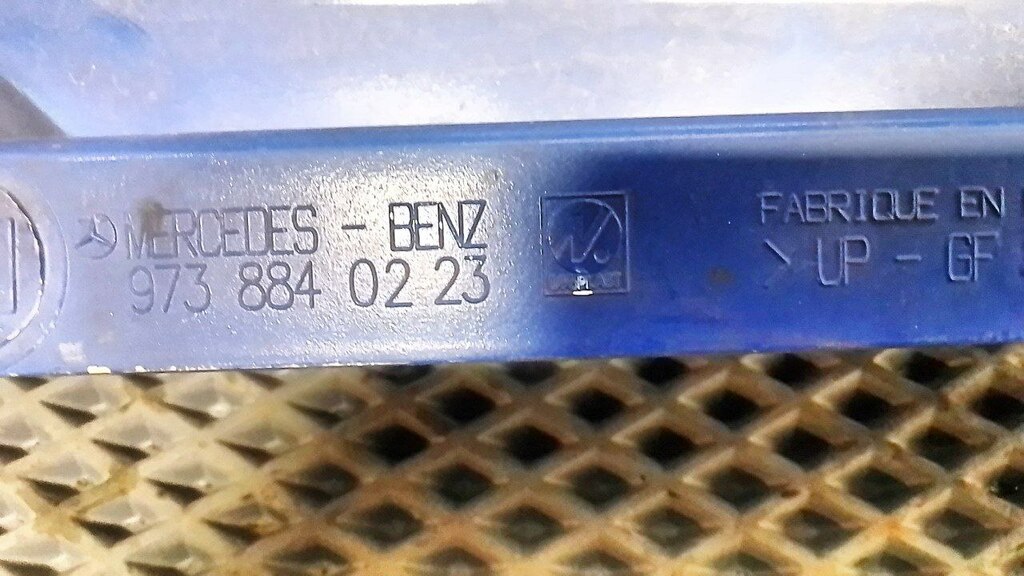 MERCEDES - BENZ
973 884 02 23
FABRIQUE EN
>UP - GF